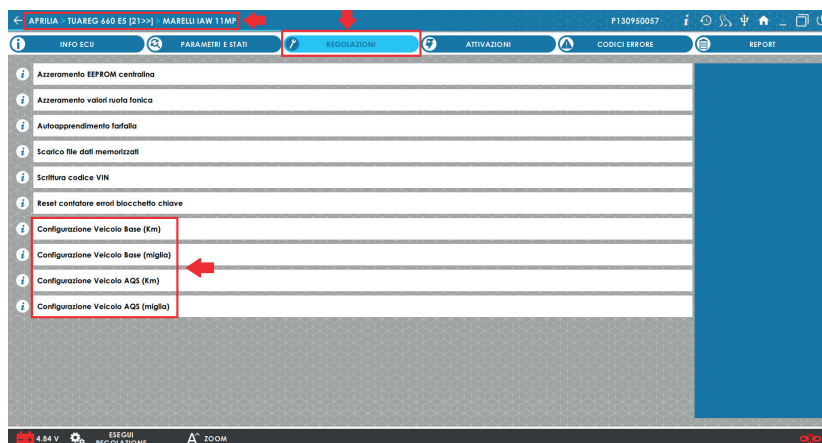 APRILIA > TUAREG 660 E5 [21>>] > MARELLI IAW 11MP
P130950057
INFO ECU
PARAMETRI E STATI
REGOLAZIONI
ATTIVAZIONI
CODICI ERRORE
REPORT
Azzeramento EEPROM centralina
Azzeramento valori ruota fonica
Autoapprendimento farfalla
Scarico file dati memorizzati
Scrittura codice VIN
Reset contatore errori blocchetto chiave
Configurazione Veicolo Base (Km)
Configurazione Veicolo Base (miglia)
Configurazione Veicolo AQS (Km)
Configurazione Veicolo AQS (miglia)
4.84 V
ESEGUI
REGOLAZIONE
A^ ZOOM